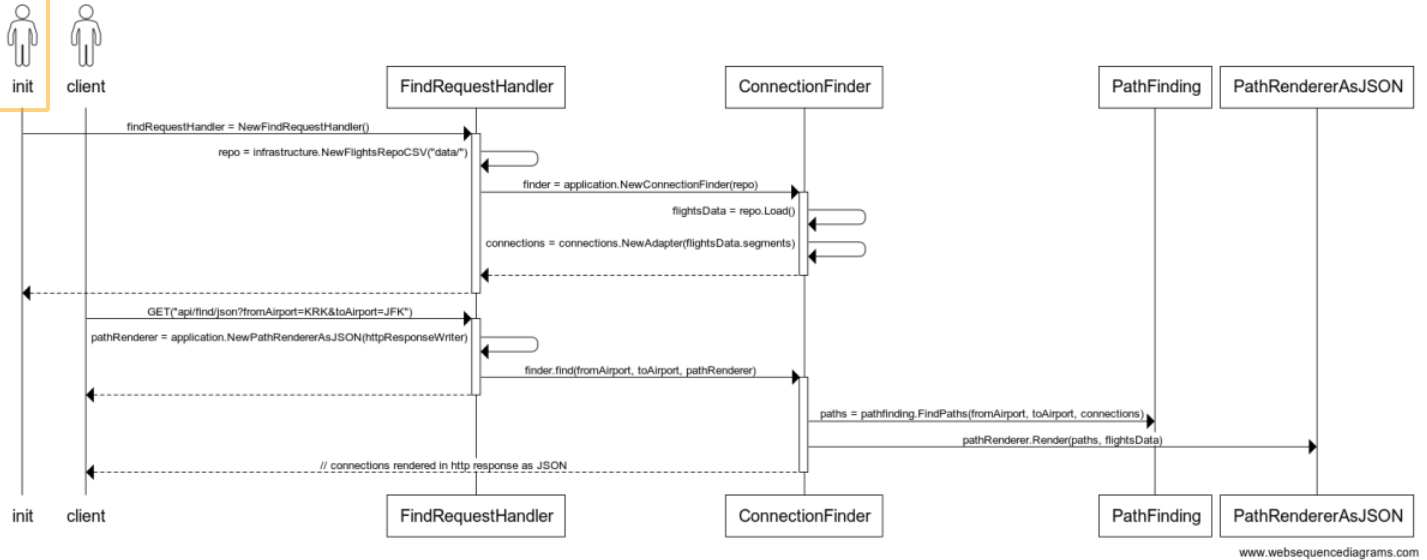 init
client
FindRequestHandler
ConnectionFinder
PathFinding
PathRendererAsJSON
findRequestHandler = NewFindRequestHandler()
repo = infrastructure.NewFlightsRepoCSV("data/")
finder = application.NewConnectionFinder(repo)
flightsData = repo.Load()
connections = connections.NewAdapter(flightsData.segments)
GET("api/find/json?fromAirport=KRK&toAirport=JFK")
pathRenderer = application.NewPathRendererAsJSON(httpResponseWriter)
finder.find(fromAirport, toAirport, pathRenderer)
paths = pathfinding.FindPaths(fromAirport, toAirport, connections)
pathRenderer.Render(paths, flightsData)
// connections rendered in http response as JSON
init
client
FindRequestHandler
ConnectionFinder
PathFinding
PathRendererAsJSON
www.websequencediagrams.com